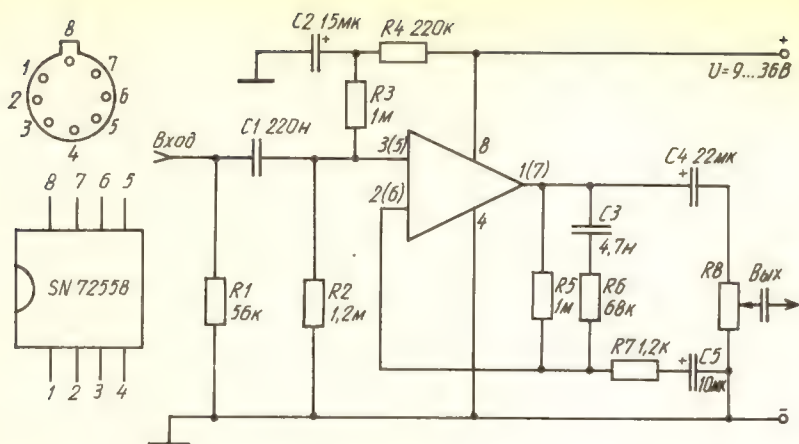 8
1
7
2
6
3
5
4
8 7 6 5
SN 72558
1 2 3 4
C2 15мк
+
R4 220к
+
U=9...36В
R3
1м
C1 220н
Вход
3(5)
8
2(6)
1(7)
4
C4 22мк
+
C3
4,7н
R1
56к
R2
1,2м
R5
1м
R6
68к
R8
Вых
R7 1,2к
+
C5
10мк
-